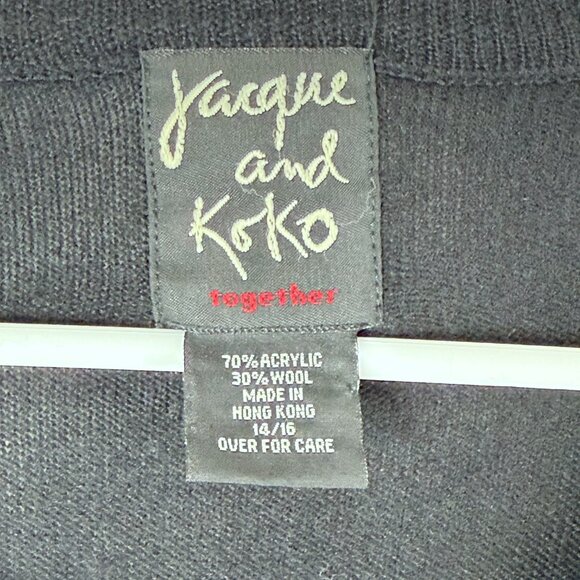 Jacque
and
KoKo
together
70% ACRYLIC
30% WOOL
MADE IN
HONG KONG
14/16
OVER FOR CARE